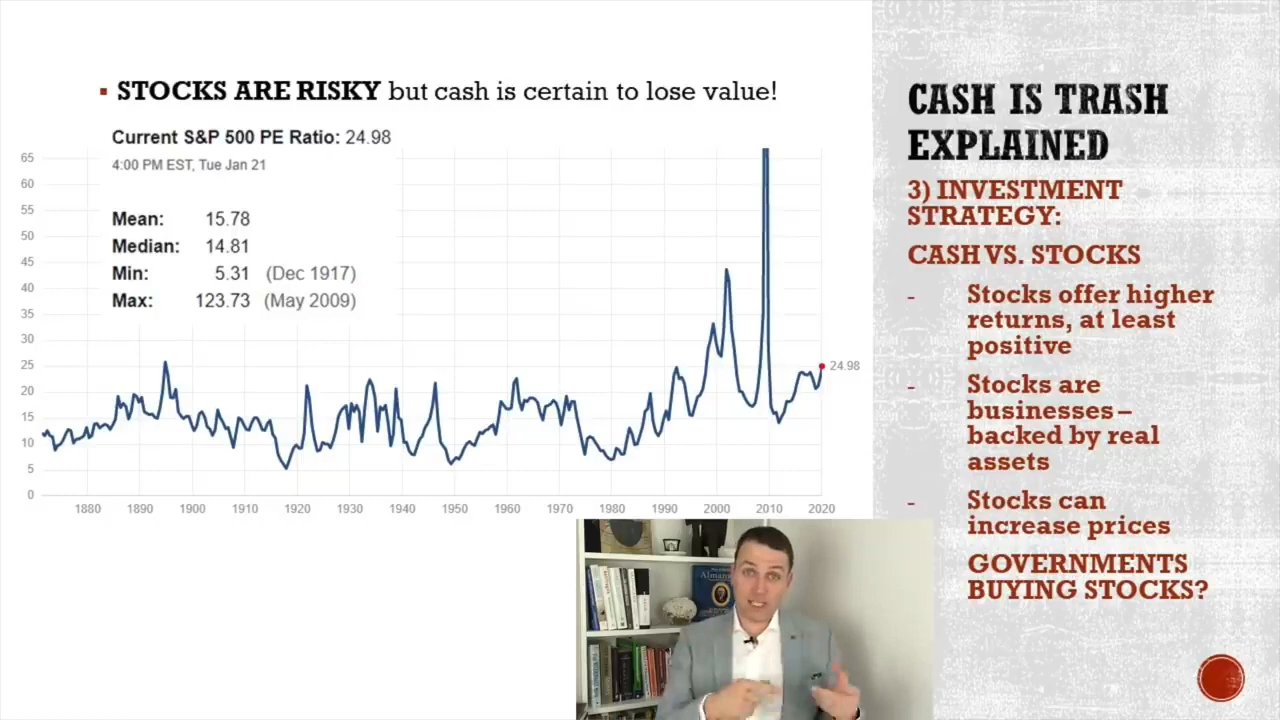 ▪ STOCKS ARE RISKY but cash is certain to lose value!
Current S&P 500 PE Ratio: 24.98
4:00 PM EST, Tue Jan 21
Mean: 15.78
Median: 14.81
Min: 5.31 (Dec 1917)
Max: 123.73 (May 2009)
65
60
55
50
45
40
35
30
25
20
15
10
5
0
24.98
1880 1890 1900 1910 1920 1930 1940 1950 1960 1970 1980 1990 2000 2010 2020
CASH IS TRASH
EXPLAINED
3) INVESTMENT
STRATEGY:
CASH VS. STOCKS
- Stocks offer higher
returns, at least
positive
- Stocks are
businesses –
backed by real
assets
- Stocks can
increase prices
GOVERNMENTS
BUYING STOCKS?